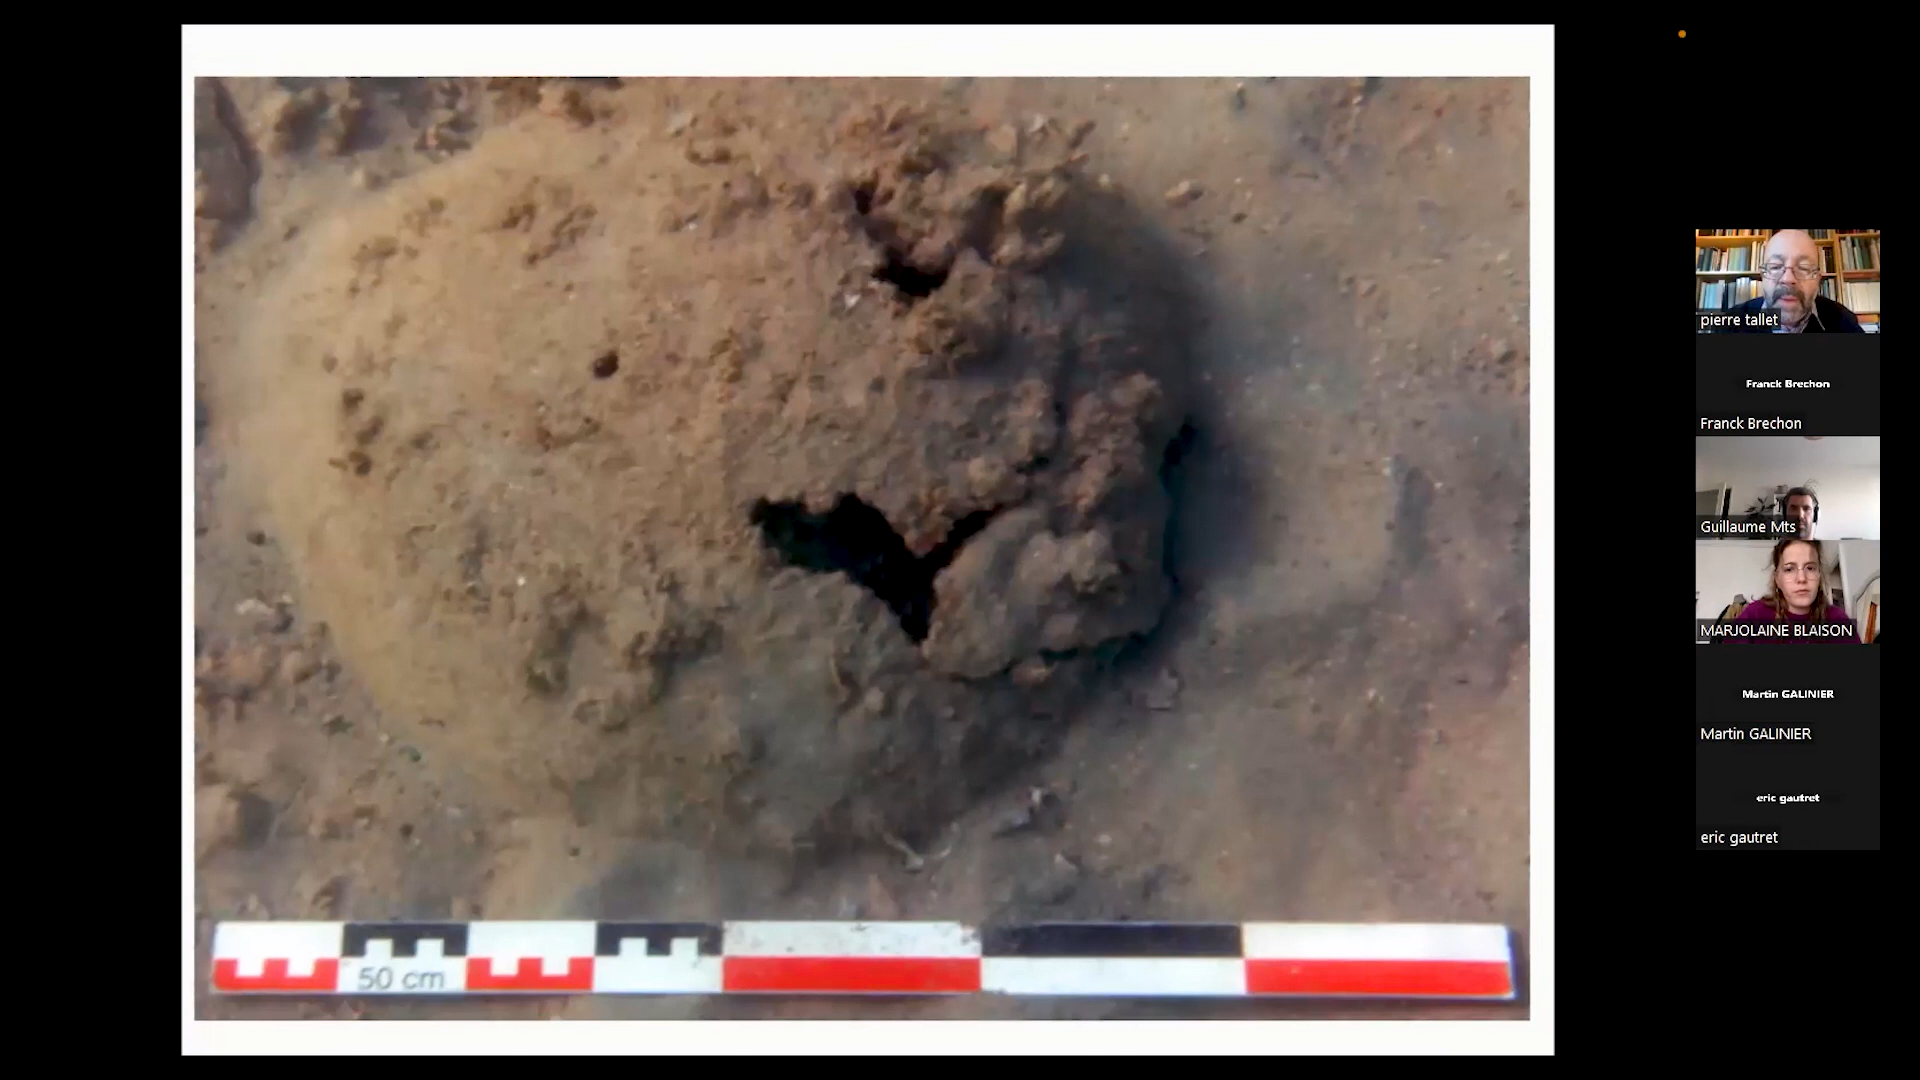 50 cm
pierre tallet
Franck Brechon
Franck Brechon
Guillaume Mts
MARJOLAINE BLAISON
Martin GALINIER
Martin GALINIER
eric gautret
eric gautret